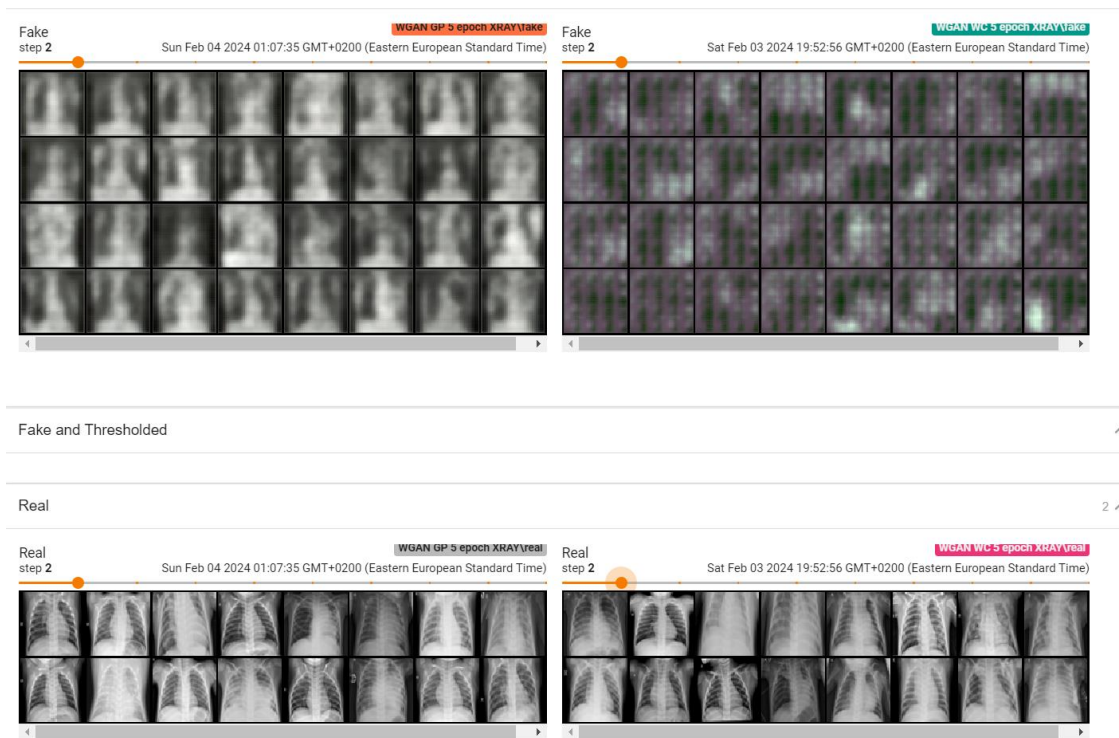 Fake
WGAN GP 5 epoch XRAY\fake
step 2
Sun Feb 04 2024 01:07:35 GMT+0200 (Eastern European Standard Time)
Fake
WGAN WC 5 epoch XRAY\fake
step 2
Sat Feb 03 2024 19:52:56 GMT+0200 (Eastern European Standard Time)
Fake and Thresholded
Real
2
Real
WGAN GP 5 epoch XRAY\real
step 2
Sun Feb 04 2024 01:07:35 GMT+0200 (Eastern European Standard Time)
Real
WGAN WC 5 epoch XRAY\real
step 2
Sat Feb 03 2024 19:52:56 GMT+0200 (Eastern European Standard Time)